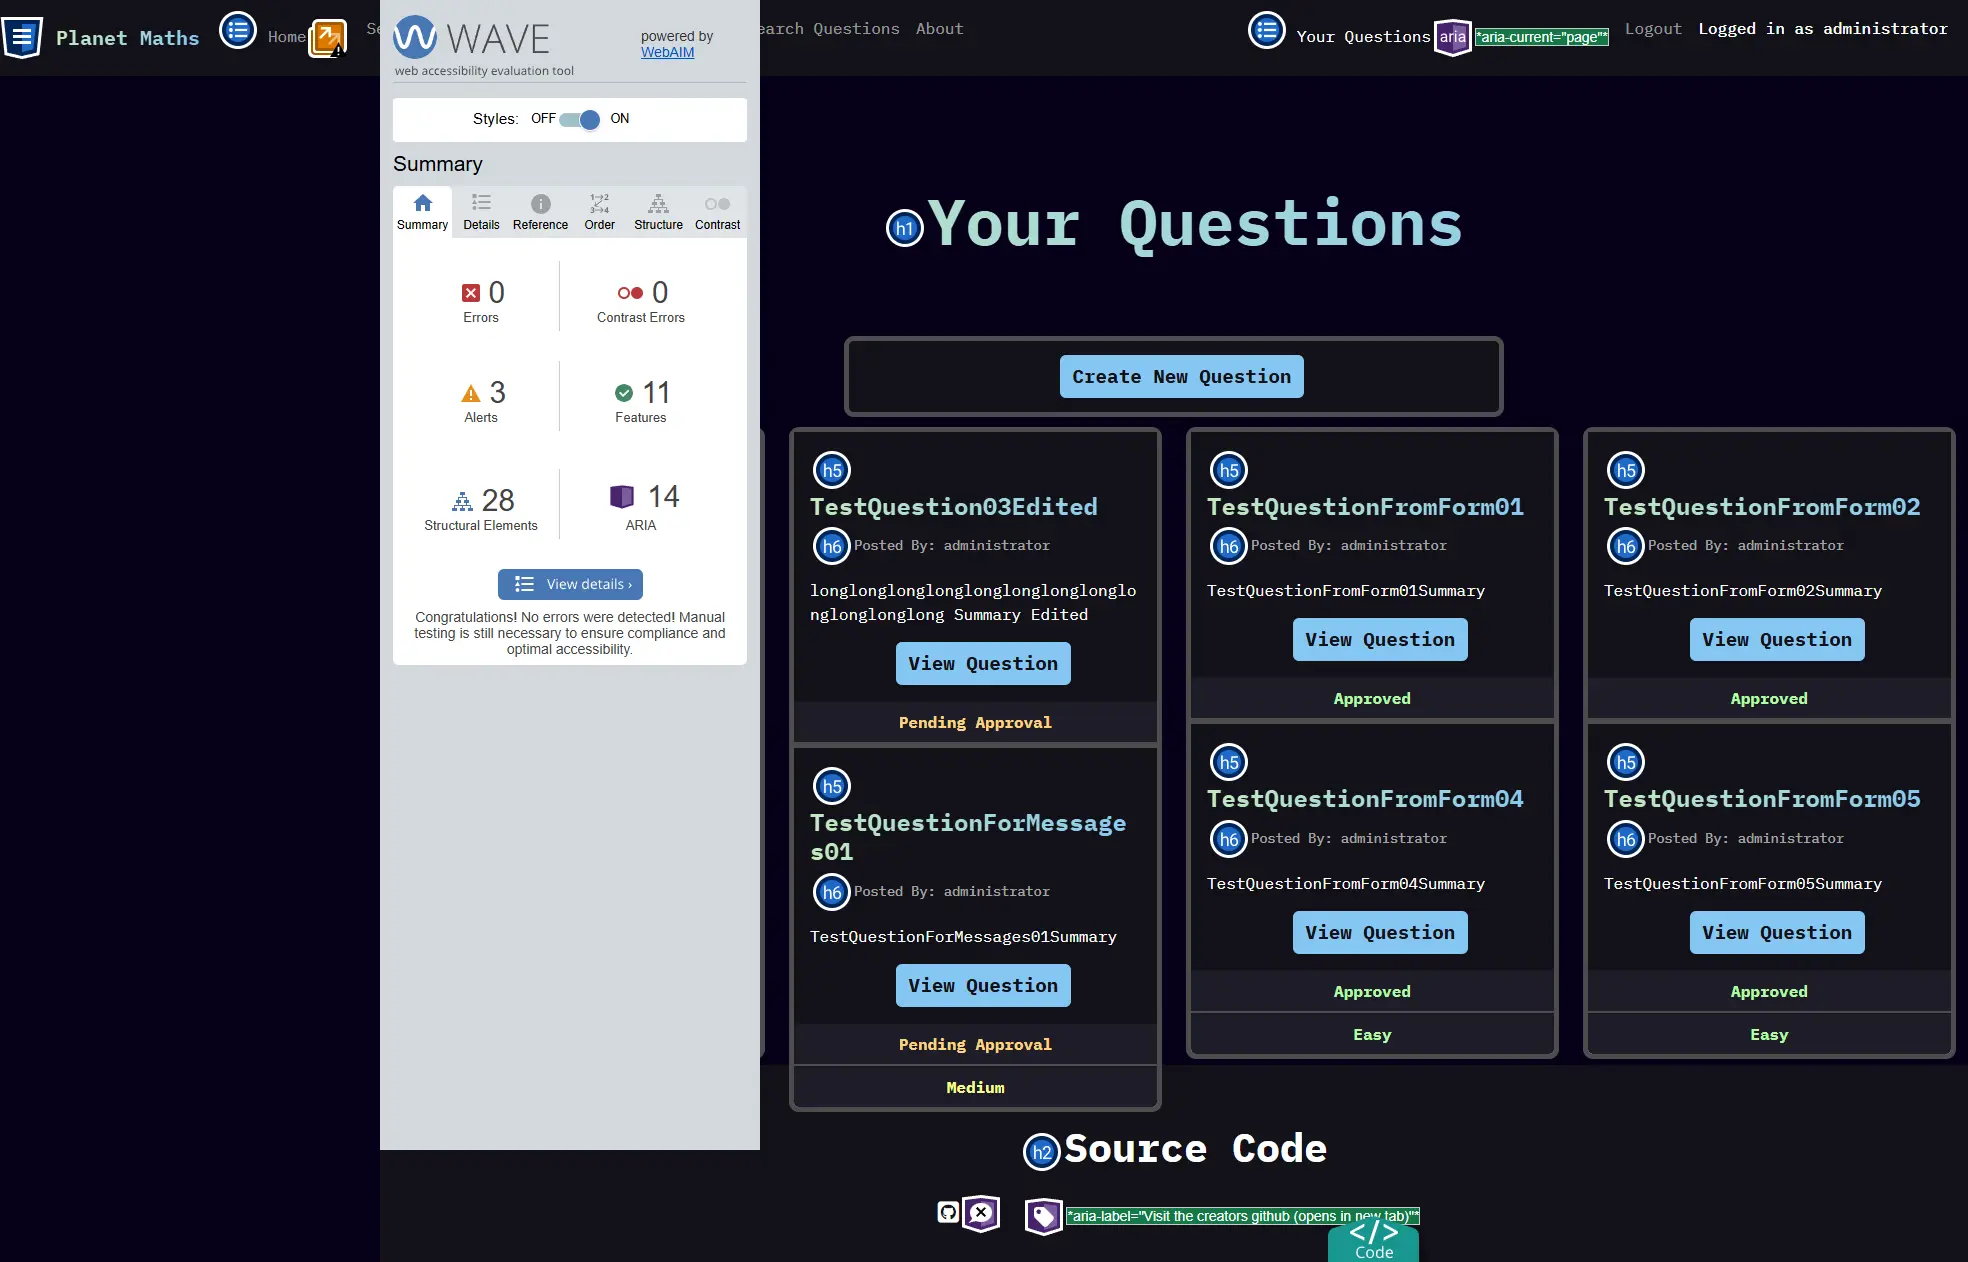 Planet Maths
Home
Se
WAVE
web accessibility evaluation tool
powered by
WebAIM
earch Questions
About
Your Questions
aria
*aria-current="page"*
Logout
Logged in as administrator
Styles: OFF ON
Summary
Summary
Details
Reference
Order
Structure
Contrast
0
Errors
0
Contrast Errors
3
Alerts
11
Features
28
Structural Elements
14
ARIA
View details ›
Congratulations! No errors were detected! Manual
testing is still necessary to ensure compliance and
optimal accessibility.
h1
Your Questions
Create New Question
h5
TestQuestion03Edited
h6
Posted By: administrator
longlonglonglonglonglonglonglonglo
nglonglonglong Summary Edited
View Question
Pending Approval
h5
TestQuestionFromForm01
h6
Posted By: administrator
TestQuestionFromForm01Summary
View Question
Approved
h5
TestQuestionFromForm02
h6
Posted By: administrator
TestQuestionFromForm02Summary
View Question
Approved
h5
TestQuestionForMessage
s01
h6
Posted By: administrator
TestQuestionForMessages01Summary
View Question
Pending Approval
Medium
h5
TestQuestionFromForm04
h6
Posted By: administrator
TestQuestionFromForm04Summary
View Question
Approved
Easy
h5
TestQuestionFromForm05
h6
Posted By: administrator
TestQuestionFromForm05Summary
View Question
Approved
Easy
h2
Source Code
*aria-label="Visit the creators github (opens in new tab)"*
</>
Code